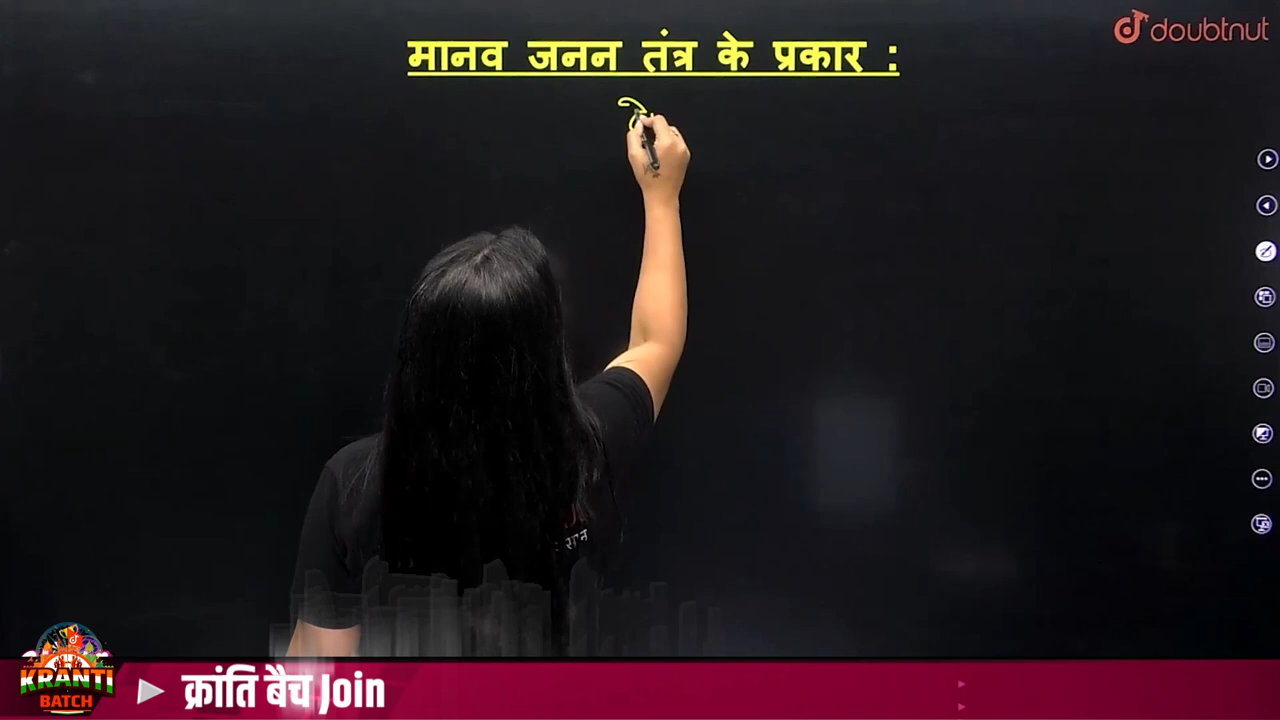 doubtnut
मानव जनन तंत्र के प्रकार :
KRANTI
BATCH
क्रांति बैच Join